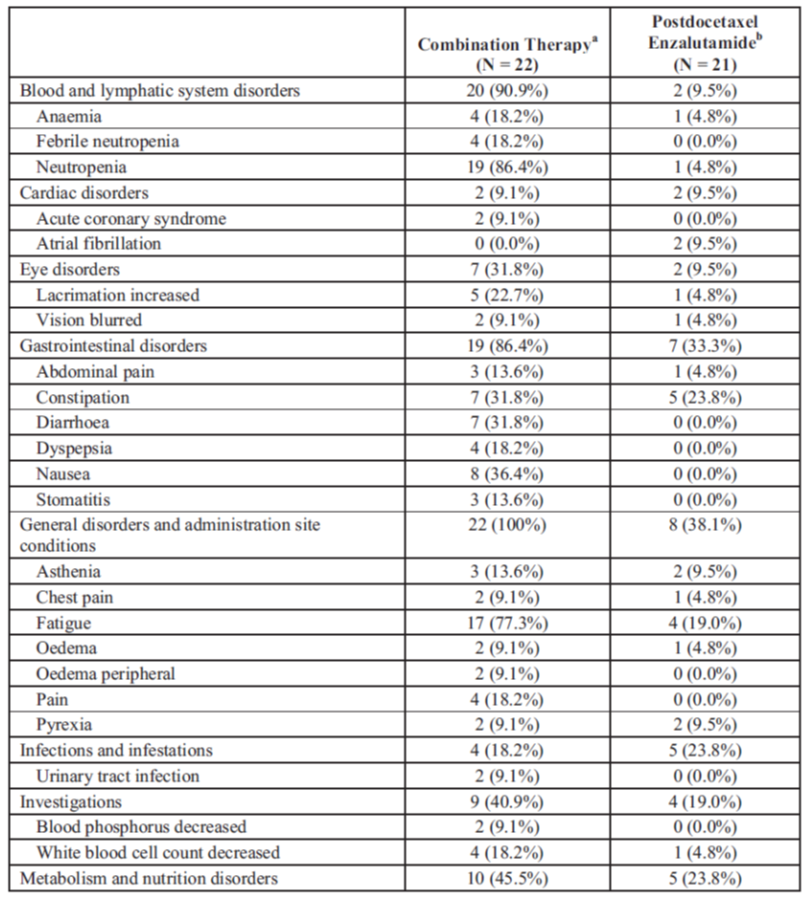 Combination Therapyᵃ (N = 22) Postdocetaxel Enzalutamideᵇ (N = 21)
Blood and lymphatic system disorders 20 (90.9%) 2 (9.5%)
Anaemia 4 (18.2%) 1 (4.8%)
Febrile neutropenia 4 (18.2%) 0 (0.0%)
Neutropenia 19 (86.4%) 1 (4.8%)
Cardiac disorders 2 (9.1%) 2 (9.5%)
Acute coronary syndrome 2 (9.1%) 0 (0.0%)
Atrial fibrillation 0 (0.0%) 2 (9.5%)
Eye disorders 7 (31.8%) 2 (9.5%)
Lacrimation increased 5 (22.7%) 1 (4.8%)
Vision blurred 2 (9.1%) 1 (4.8%)
Gastrointestinal disorders 19 (86.4%) 7 (33.3%)
Abdominal pain 3 (13.6%) 1 (4.8%)
Constipation 7 (31.8%) 5 (23.8%)
Diarrhoea 7 (31.8%) 0 (0.0%)
Dyspepsia 4 (18.2%) 0 (0.0%)
Nausea 8 (36.4%) 0 (0.0%)
Stomatitis 3 (13.6%) 0 (0.0%)
General disorders and administration site 22 (100%) 8 (38.1%)
conditions
Asthenia 3 (13.6%) 2 (9.5%)
Chest pain 2 (9.1%) 1 (4.8%)
Fatigue 17 (77.3%) 4 (19.0%)
Oedema 2 (9.1%) 1 (4.8%)
Oedema peripheral 2 (9.1%) 0 (0.0%)
Pain 4 (18.2%) 0 (0.0%)
Pyrexia 2 (9.1%) 2 (9.5%)
Infections and infestations 4 (18.2%) 5 (23.8%)
Urinary tract infection 2 (9.1%) 0 (0.0%)
Investigations 9 (40.9%) 4 (19.0%)
Blood phosphorus decreased 2 (9.1%) 0 (0.0%)
White blood cell count decreased 4 (18.2%) 1 (4.8%)
Metabolism and nutrition disorders 10 (45.5%) 5 (23.8%)